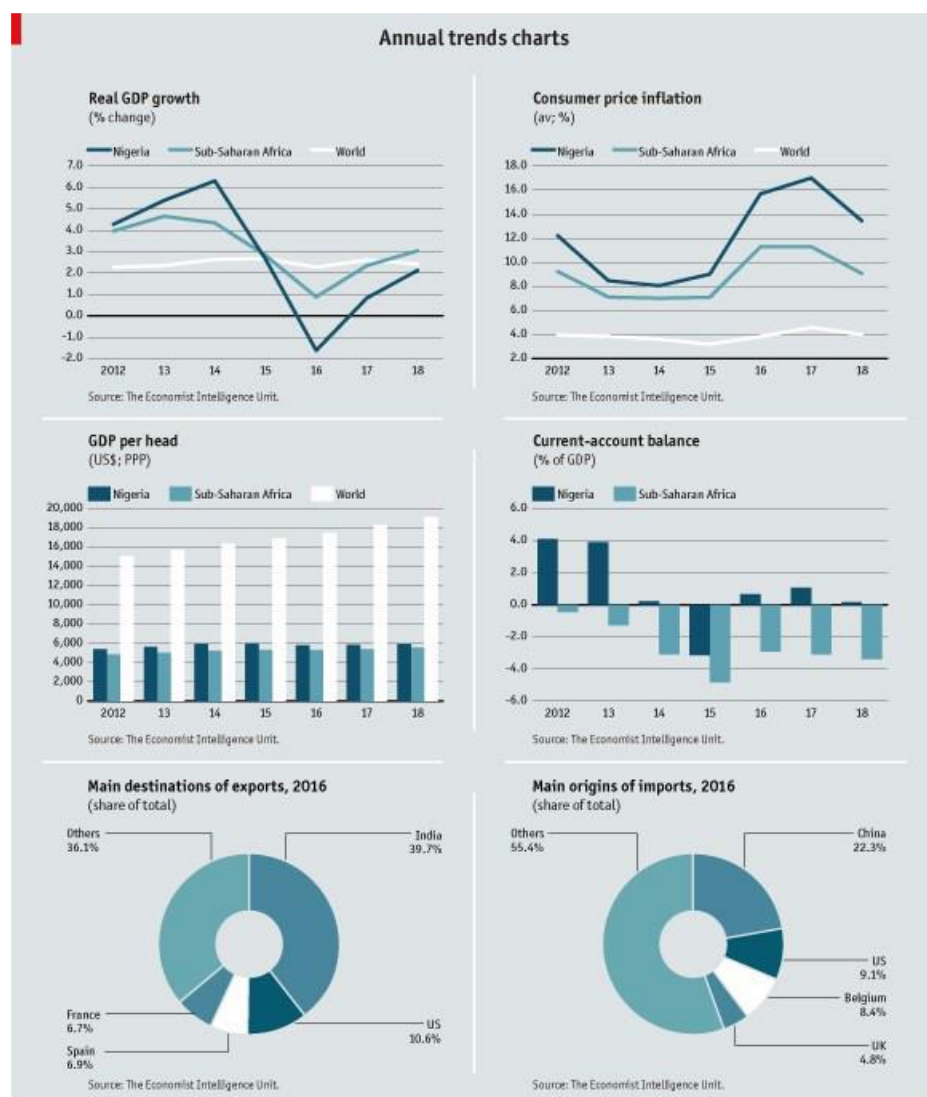 Annual trends charts
Real GDP growth
(% change)
Nigeria Sub-Saharan Africa World
7.0
6.0
5.0
4.0
3.0
2.0
1.0
0.0
-1.0
-2.0
2012 13 14 15 16 17 18
Source: The Economist Intelligence Unit.
Consumer price inflation
(av; %)
Nigeria Sub-Saharan Africa World
18.0
16.0
14.0
12.0
10.0
8.0
6.0
4.0
2.0
2012 13 14 15 16 17 18
Source: The Economist Intelligence Unit.
GDP per head
(US$; PPP)
Nigeria Sub-Saharan Africa World
20,000
18,000
16,000
14,000
12,000
10,000
8,000
6,000
4,000
2,000
0
2012 13 14 15 16 17 18
Source: The Economist Intelligence Unit.
Current-account balance
(% of GDP)
Nigeria Sub-Saharan Africa
6.0
4.0
2.0
0.0
-2.0
-4.0
-6.0
2012 13 14 15 16 17 18
Source: The Economist Intelligence Unit.
Main destinations of exports, 2016
(share of total)
Others
36.1%
India
39.7%
France
6.7%
Spain
6.9%
US
10.6%
Source: The Economist Intelligence Unit.
Main origins of imports, 2016
(share of total)
Others
55.4%
China
22.3%
US
9.1%
Belgium
8.4%
UK
4.8%
Source: The Economist Intelligence Unit.